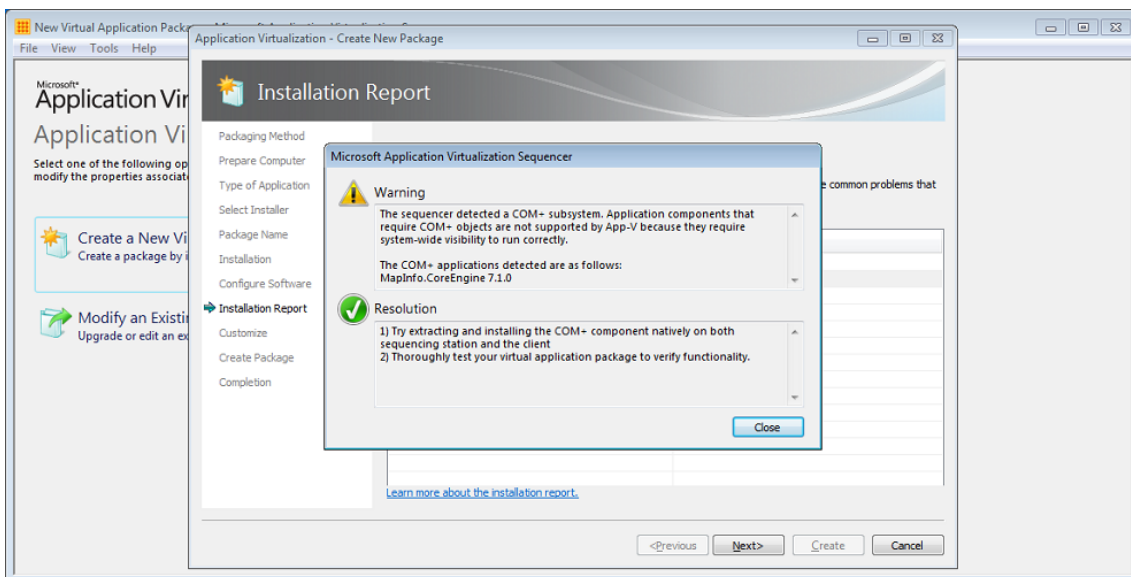 New Virtual Application Packa
File View Tools Help
Microsoft
Application Vir
Application Vi
Select one of the following op
modify the properties associat
Create a New Vi
Create a package by i
Modify an Existi
Upgrade or edit an ex
Application Virtualization - Create New Package
Installation Report
Packaging Method
Prepare Computer
Type of Application
Select Installer
Package Name
Installation
Configure Software
Installation Report
Customize
Create Package
Completion
e common problems that
Microsoft Application Virtualization Sequencer
Warning
The sequencer detected a COM+ subsystem. Application components that
require COM+ objects are not supported by App-V because they require
system-wide visibility to run correctly.
The COM+ applications detected are as follows:
MapInfo.CoreEngine 7.1.0
Resolution
1) Try extracting and installing the COM+ component natively on both
sequencing station and the client
2) Thoroughly test your virtual application package to verify functionality.
Close
Learn more about the installation report.
<Previous Next> Create Cancel